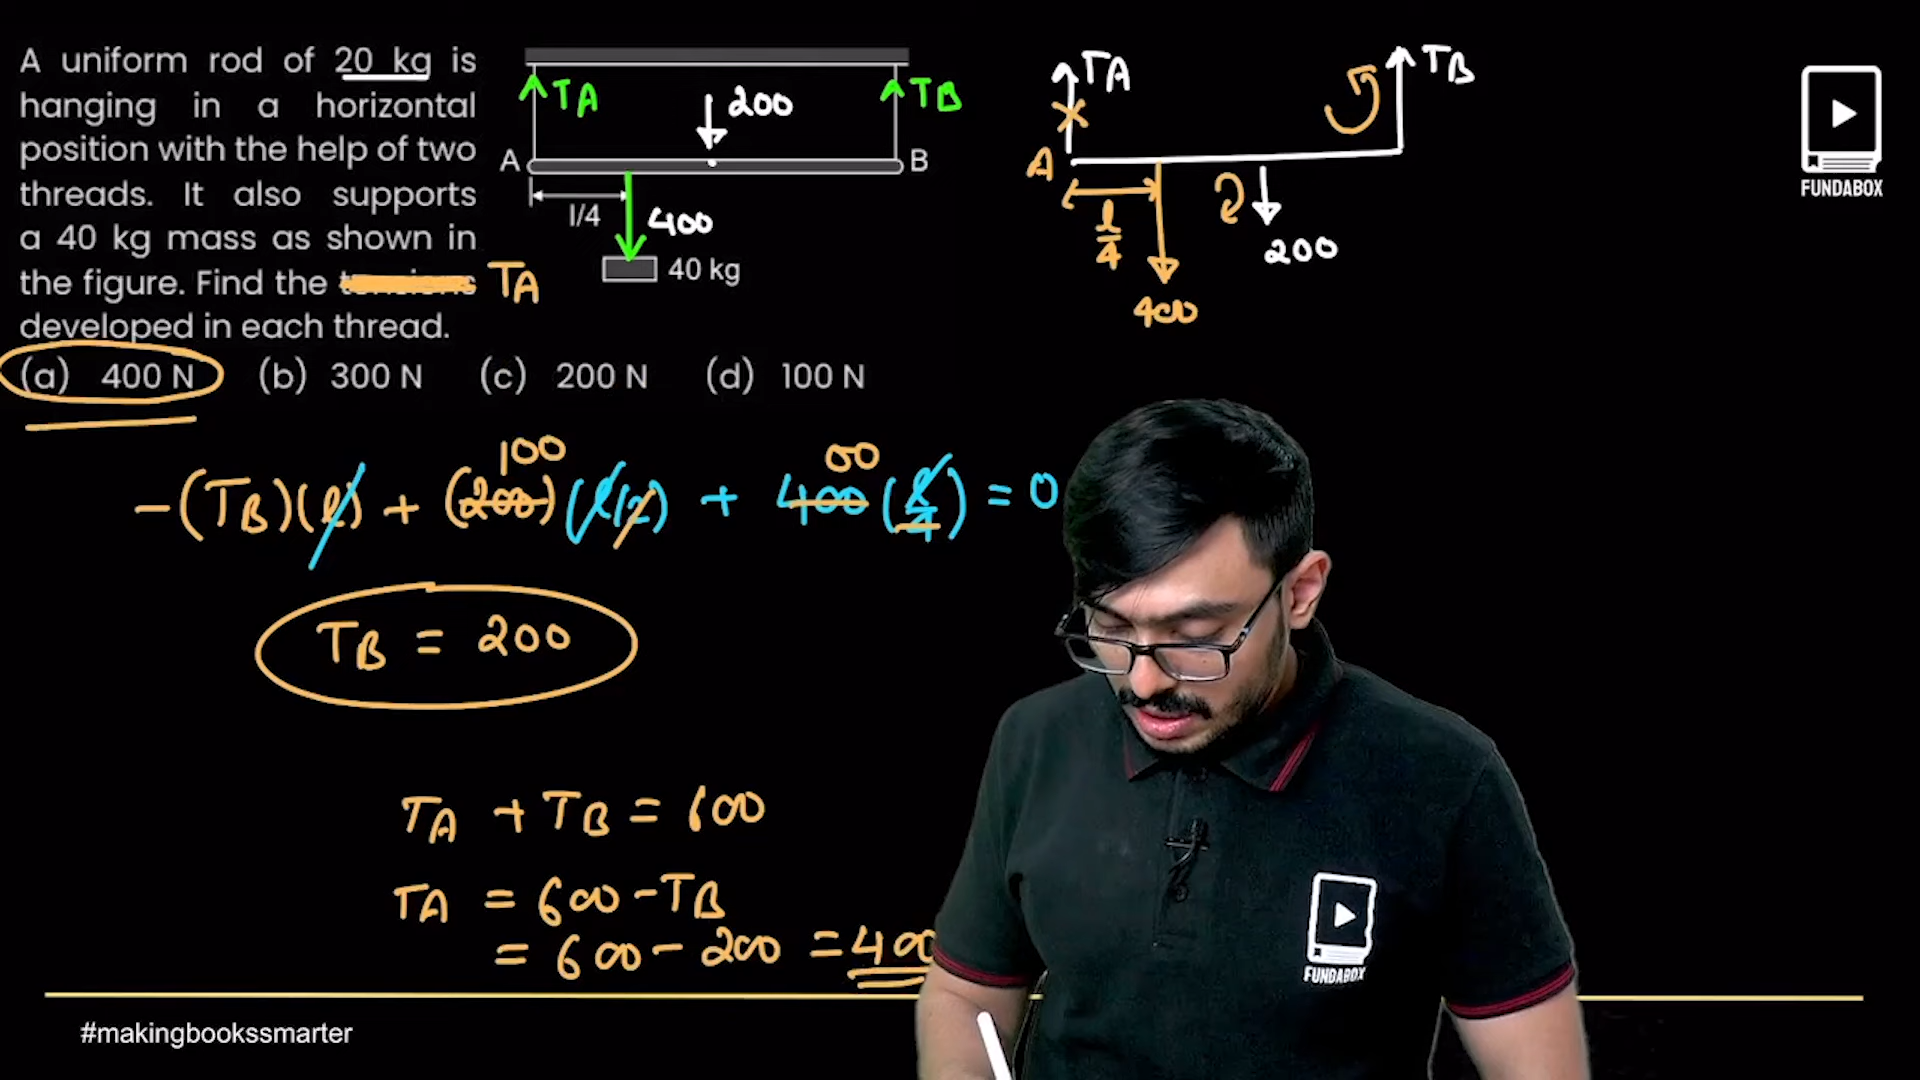 A uniform rod of 20 kg is
hanging in a horizontal
position with the help of two
threads. It also supports
a 40 kg mass as shown in
the figure. Find the TA
developed in each thread.
TA
200
TB
A
B
l/4
400
40 kg
TA
TB
A
l/4
200
400
FUNDABOX
(a) 400 N (b) 300 N (c) 200 N (d) 100 N
100
00
-(TB)(l) + (200)(l/2) + 400(l/4) = 0
TB = 200
TA + TB = 600
TA = 600 - TB
= 600 - 200 = 400
FUNDABOX
#makingbookssmarter